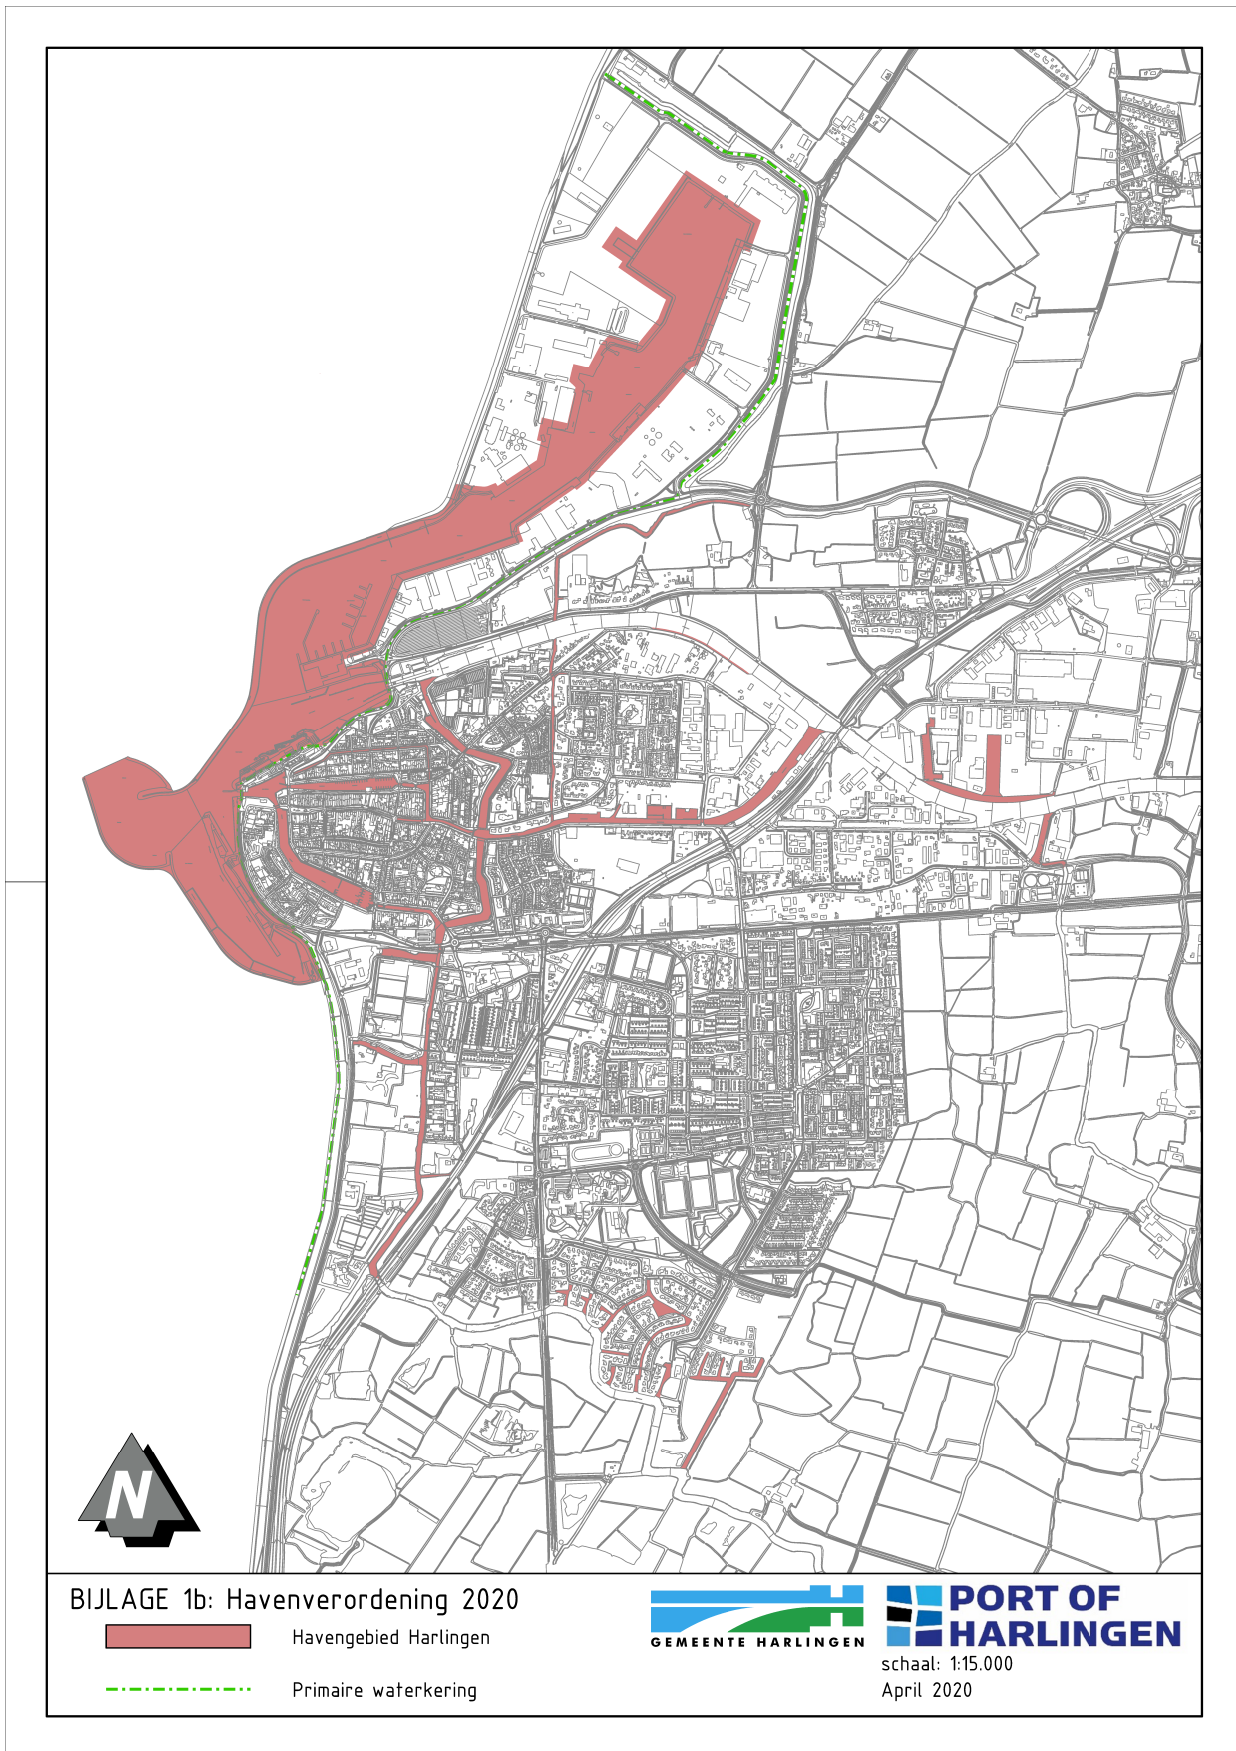 N
BIJLAGE 1b: Havenverordening 2020
Havengebied Harlingen
Primaire waterkering
GEMEENTE HARLINGEN
PORT OF
HARLINGEN
schaal: 1:15.000
April 2020